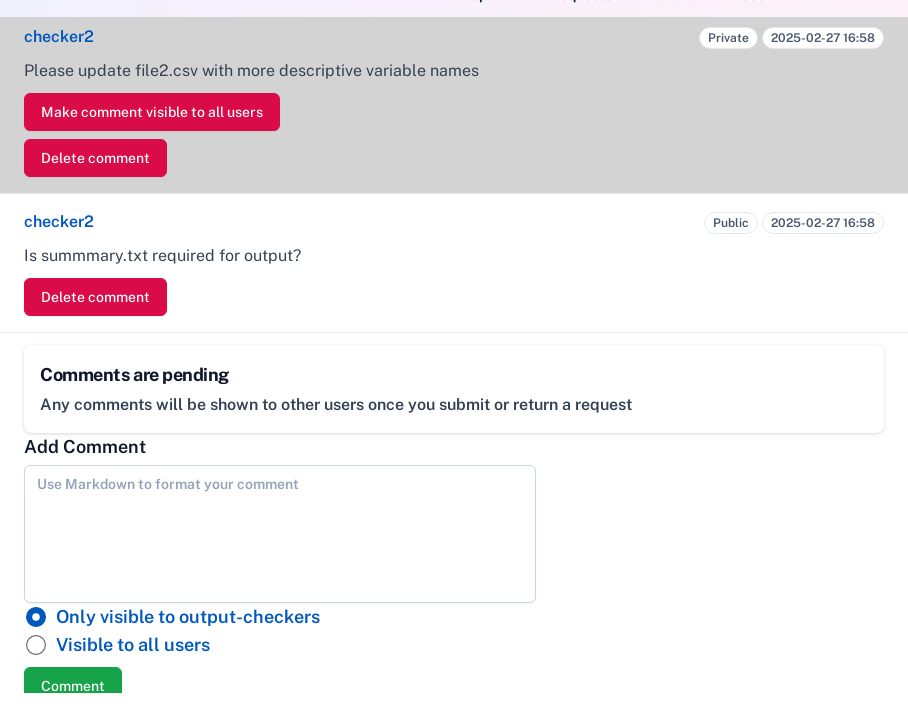 checker2
Private
2025-02-27 16:58
Please update file2.csv with more descriptive variable names
Make comment visible to all users
Delete comment
checker2
Public
2025-02-27 16:58
Is summmary.txt required for output?
Delete comment
Comments are pending
Any comments will be shown to other users once you submit or return a request
Add Comment
Use Markdown to format your comment
Only visible to output-checkers
Visible to all users
Comment